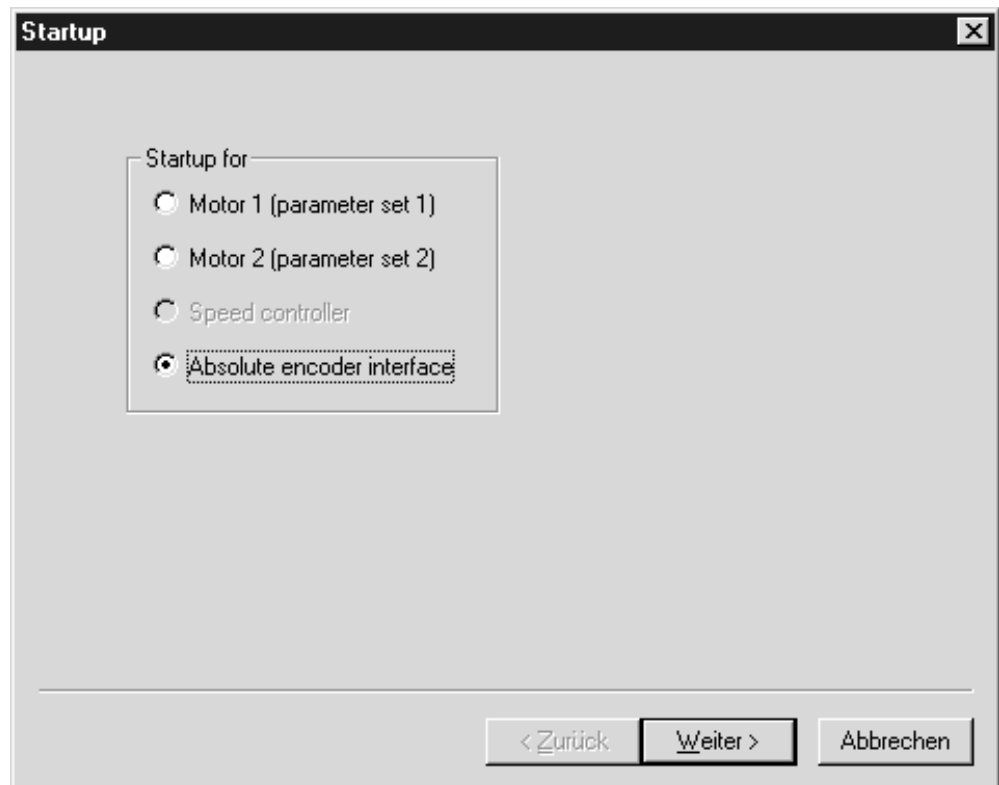 Startup
Startup for
Motor 1 (parameter set 1)
Motor 2 (parameter set 2)
Speed controller
Absolute encoder interface
< Zurück Weiter > Abbrechen